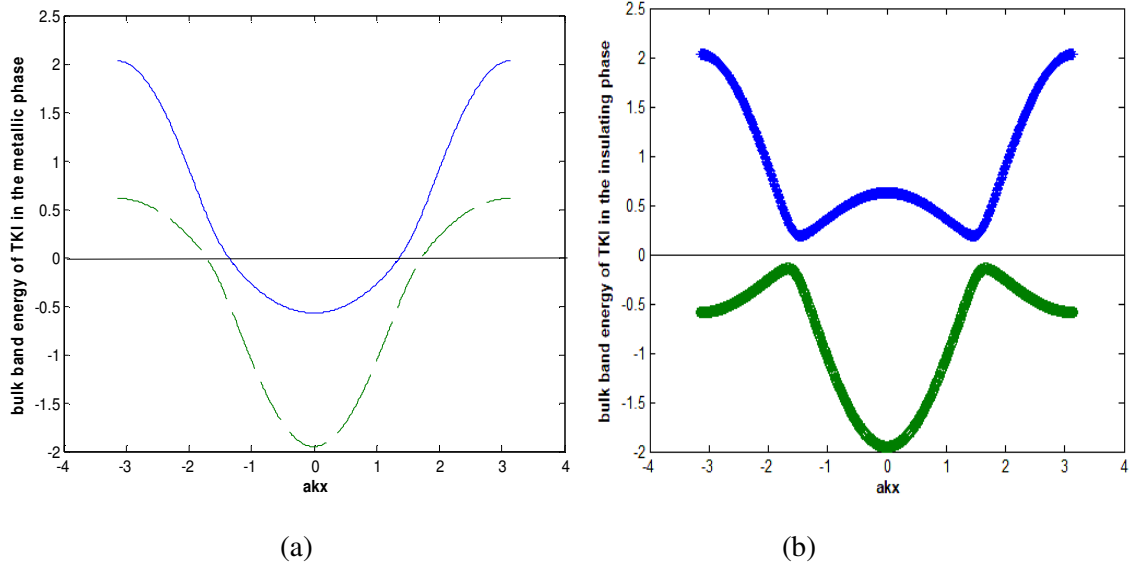 bulk band energy of TKI in the metallic phase
2.5
2
1.5
1
0.5
0
-0.5
-1
-1.5
-2
-4 -3 -2 -1 0 1 2 3 4
akx
(a)
bulk band energy of TKI in the insulating phase
2.5
2
1.5
1
0.5
0
-0.5
-1
-1.5
-2
-4 -3 -2 -1 0 1 2 3 4
akx
(b)